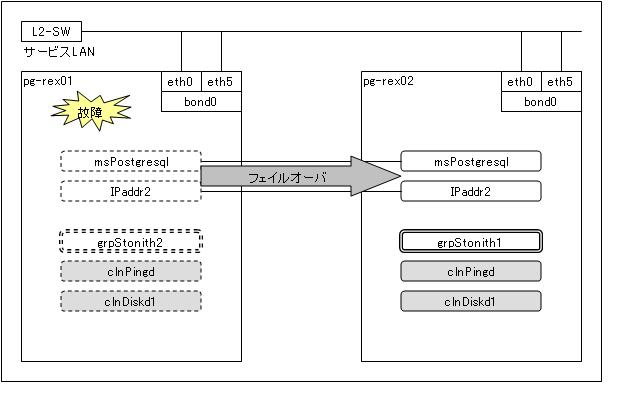 L2-SW
サービスLAN
pg-rex01
eth0
eth5
bond0
故障
msPostgresql
IPaddr2
フェイルオーバ
grpStonith2
clnPingd
clnDiskd1
pg-rex02
eth0
eth5
bond0
msPostgresql
IPaddr2
grpStonith1
clnPingd
clnDiskd1